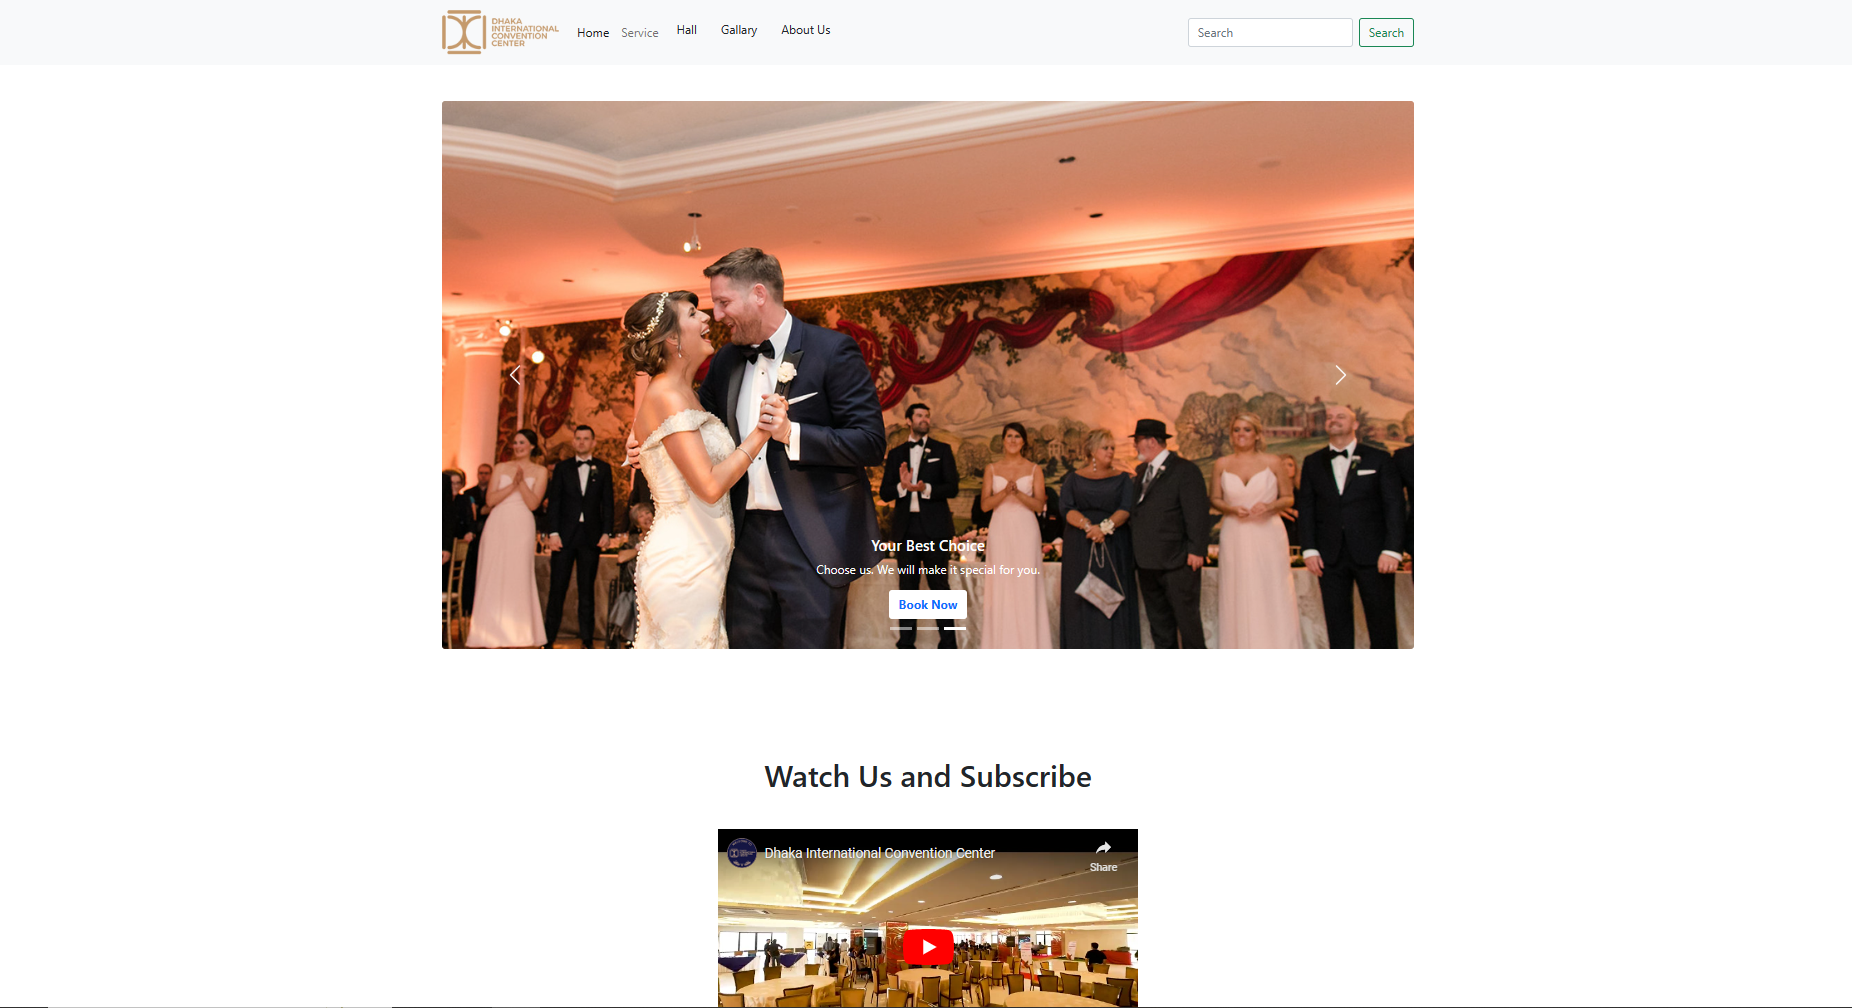 DHAKA
INTERNATIONAL
CONVENTION
CENTER
Home Service Hall Gallary About Us
Search Search
Your Best Choice
Choose us. We will make it special for you.
Book Now
Watch Us and Subscribe
Dhaka International Convention Center
Share